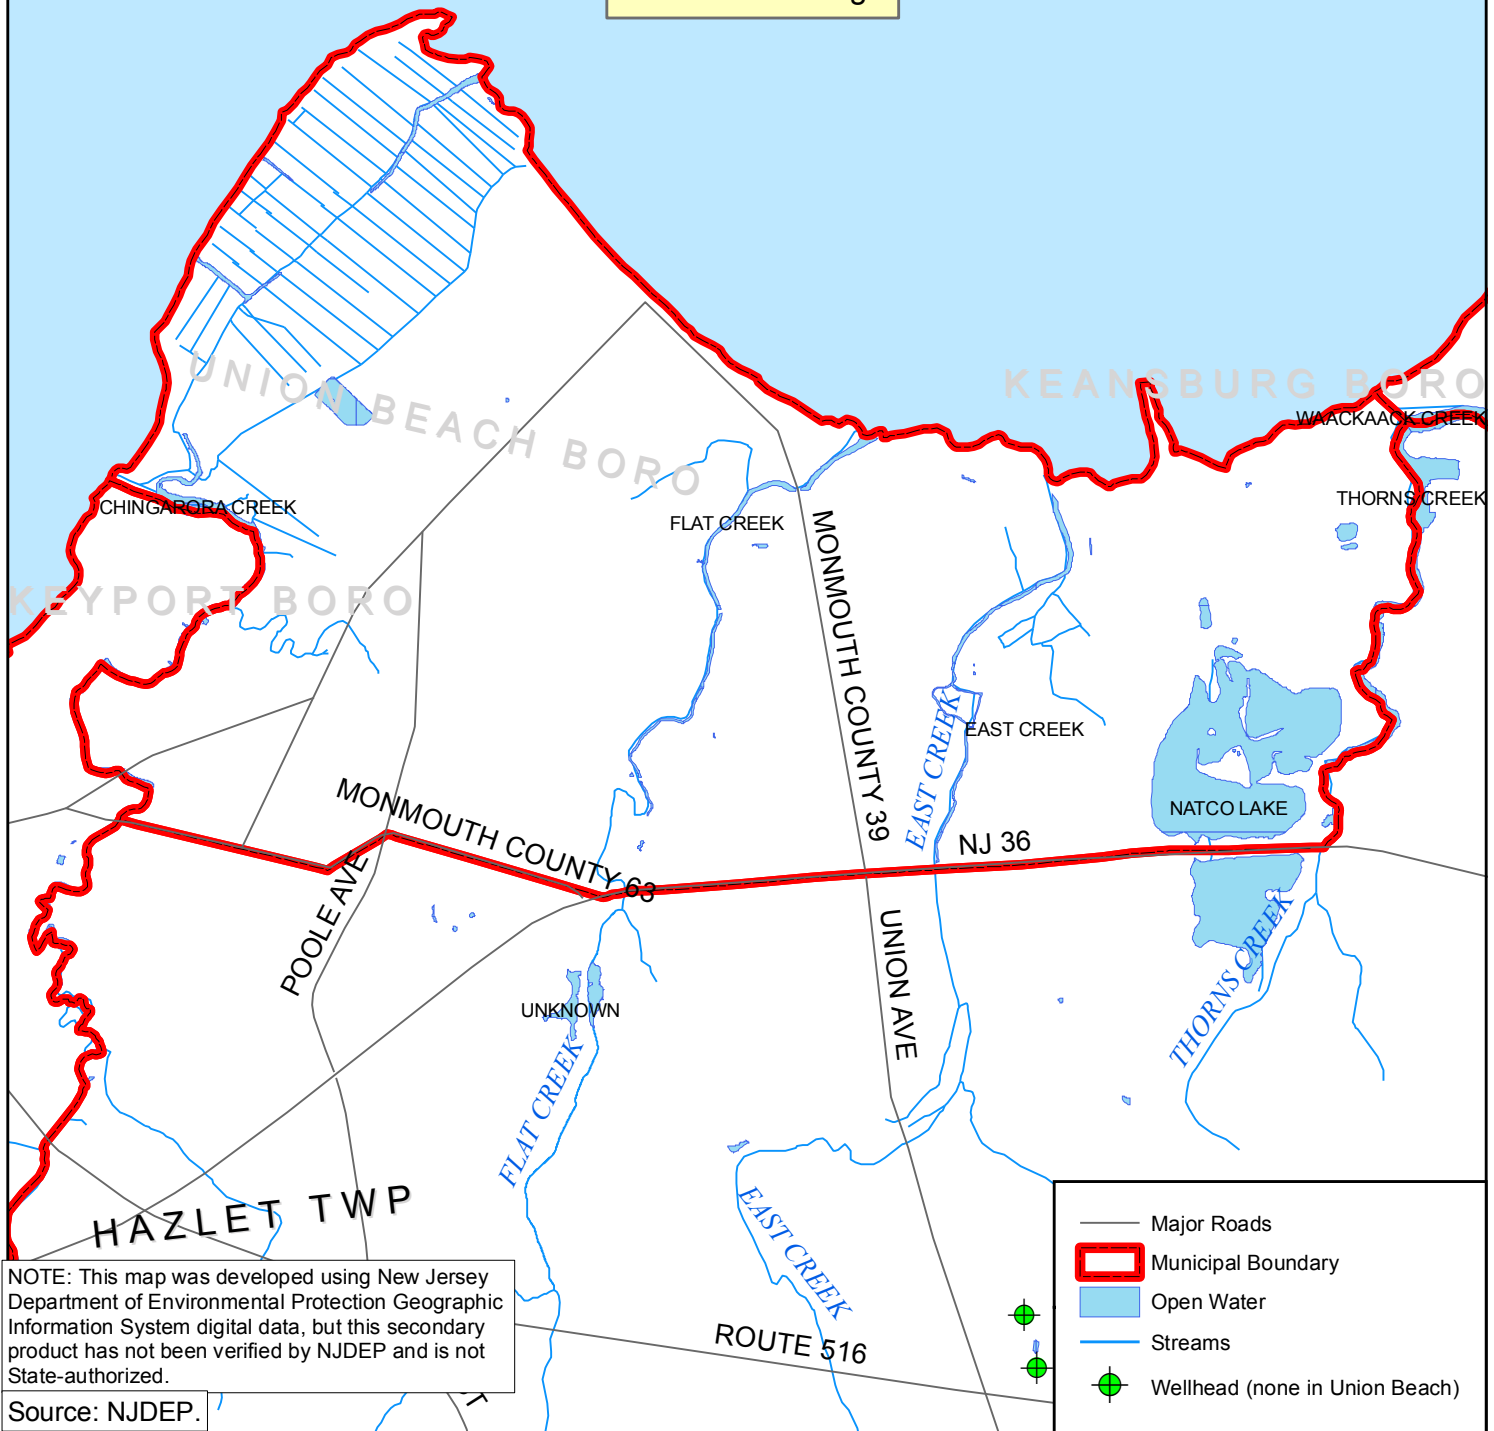 UNION BEACH BORO
KEANSBURG BORO
WAACKAACK CREEK
THORNS CREEK
CHINGARORA CREEK
FLAT CREEK
KEYPORT BORO
MONMOUTH COUNTY 39
EAST CREEK
EAST CREEK
NATCO LAKE
MONMOUTH COUNTY 63
NJ 36
POOLE AVE
UNION AVE
THORNS CREEK
UNKNOWN
FLAT CREEK
HAZLET TWP
EAST CREEK
ROUTE 516
NOTE: This map was developed using New Jersey
Department of Environmental Protection Geographic
Information System digital data, but this secondary
product has not been verified by NJDEP and is not
State-authorized.
Source: NJDEP.
Major Roads
Municipal Boundary
Open Water
Streams
Wellhead (none in Union Beach)